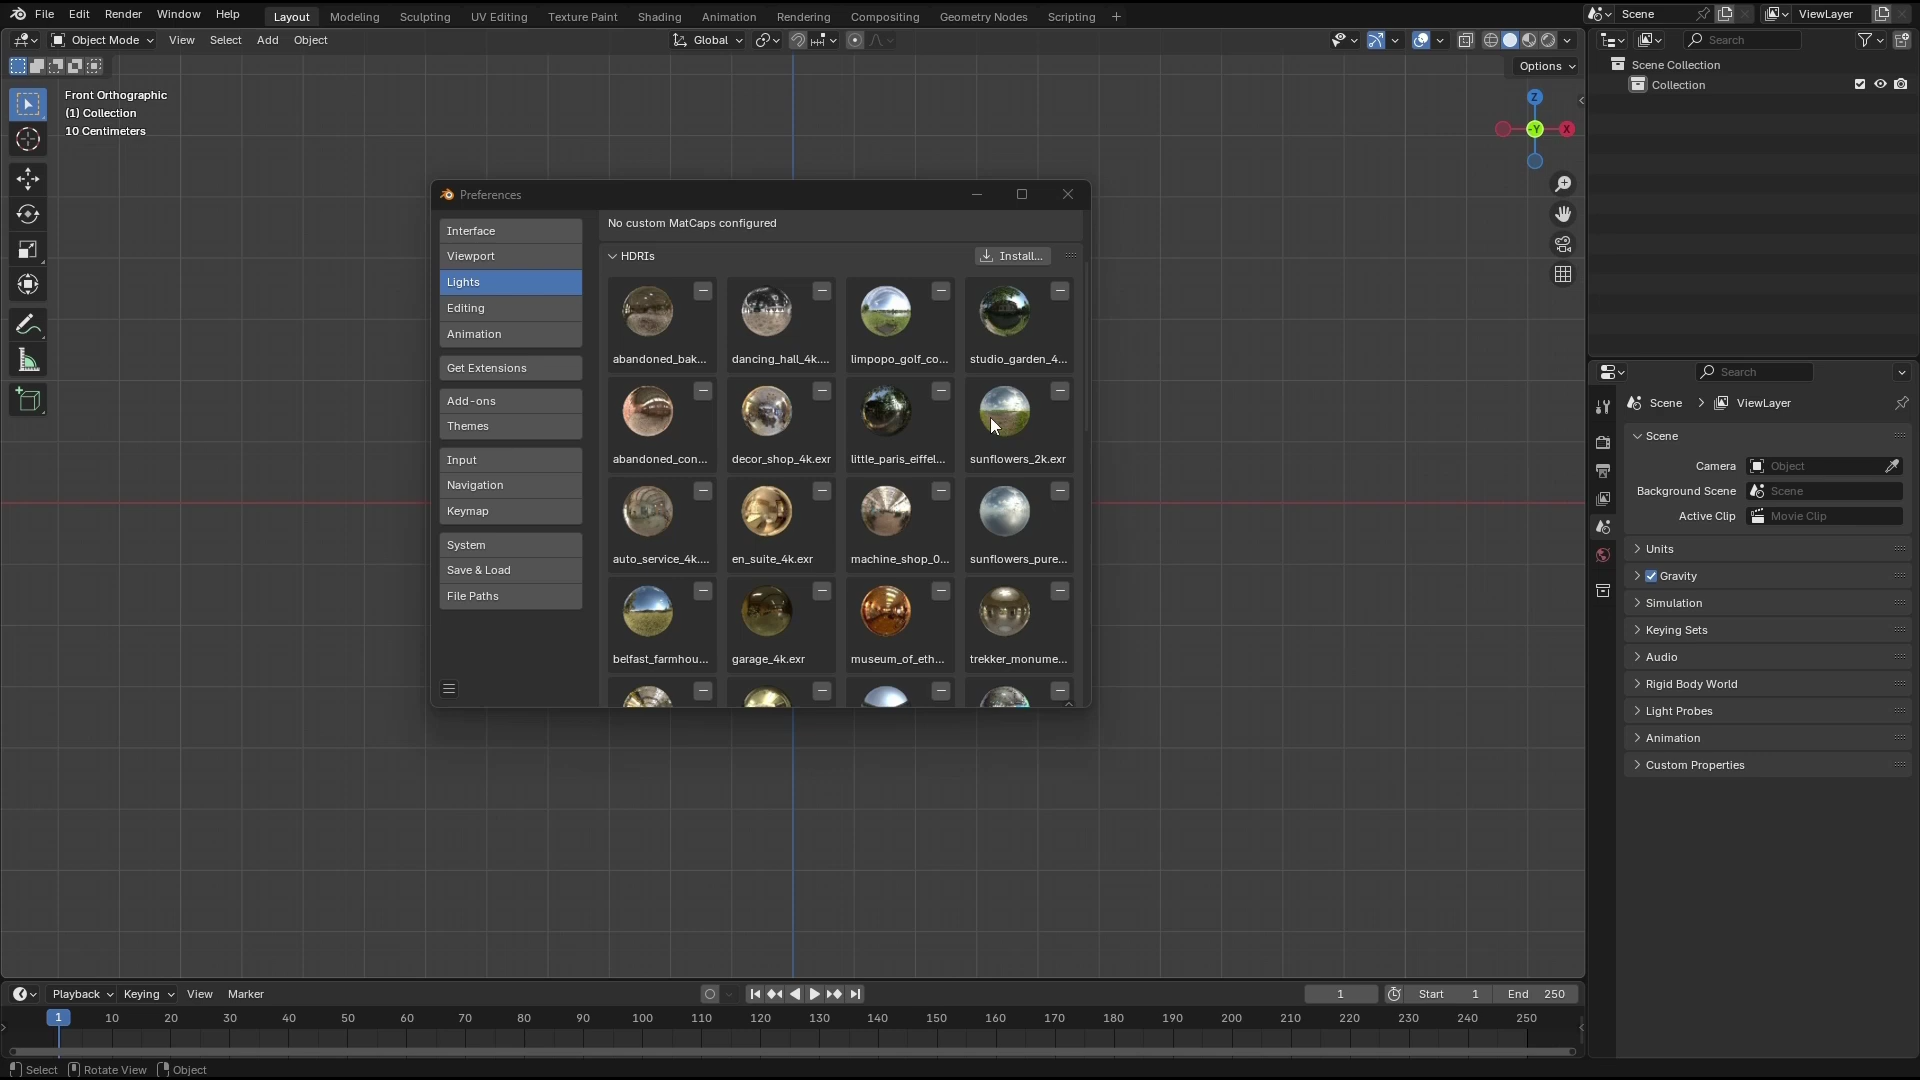 File Edit Render Window Help
Layout Modeling Sculpting UV Editing Texture Paint Shading Animation Rendering Compositing Geometry Nodes Scripting +
Scene
ViewLayer
Object Mode View Select Add Object
Global
Search
Options
Scene Collection
Collection
Front Orthographic
(1) Collection
10 Centimeters
Z
-Y
X
Preferences
Interface
Viewport
Lights
Editing
Animation
Get Extensions
Add-ons
Themes
Input
Navigation
Keymap
System
Save & Load
File Paths
No custom MatCaps configured
HDRIs
Install...
abandoned_bak... dancing_hall_4k.... limpopo_golf_co... studio_garden_4...
abandoned_con... decor_shop_4k.exr little_paris_eiffel... sunflowers_2k.exr
auto_service_4k.... en_suite_4k.exr machine_shop_0... sunflowers_pure...
belfast_farmhou... garage_4k.exr museum_of_eth... trekker_monume...
Search
Scene > ViewLayer
Scene
Camera Object
Background Scene Scene
Active Clip Movie Clip
Units
Gravity
Simulation
Keying Sets
Audio
Rigid Body World
Light Probes
Animation
Custom Properties
Playback Keying View Marker
1
Start 1
End 250
1 10 20 30 40 50 60 70 80 90 100 110 120 130 140 150 160 170 180 190 200 210 220 230 240 250
Select Rotate View Object